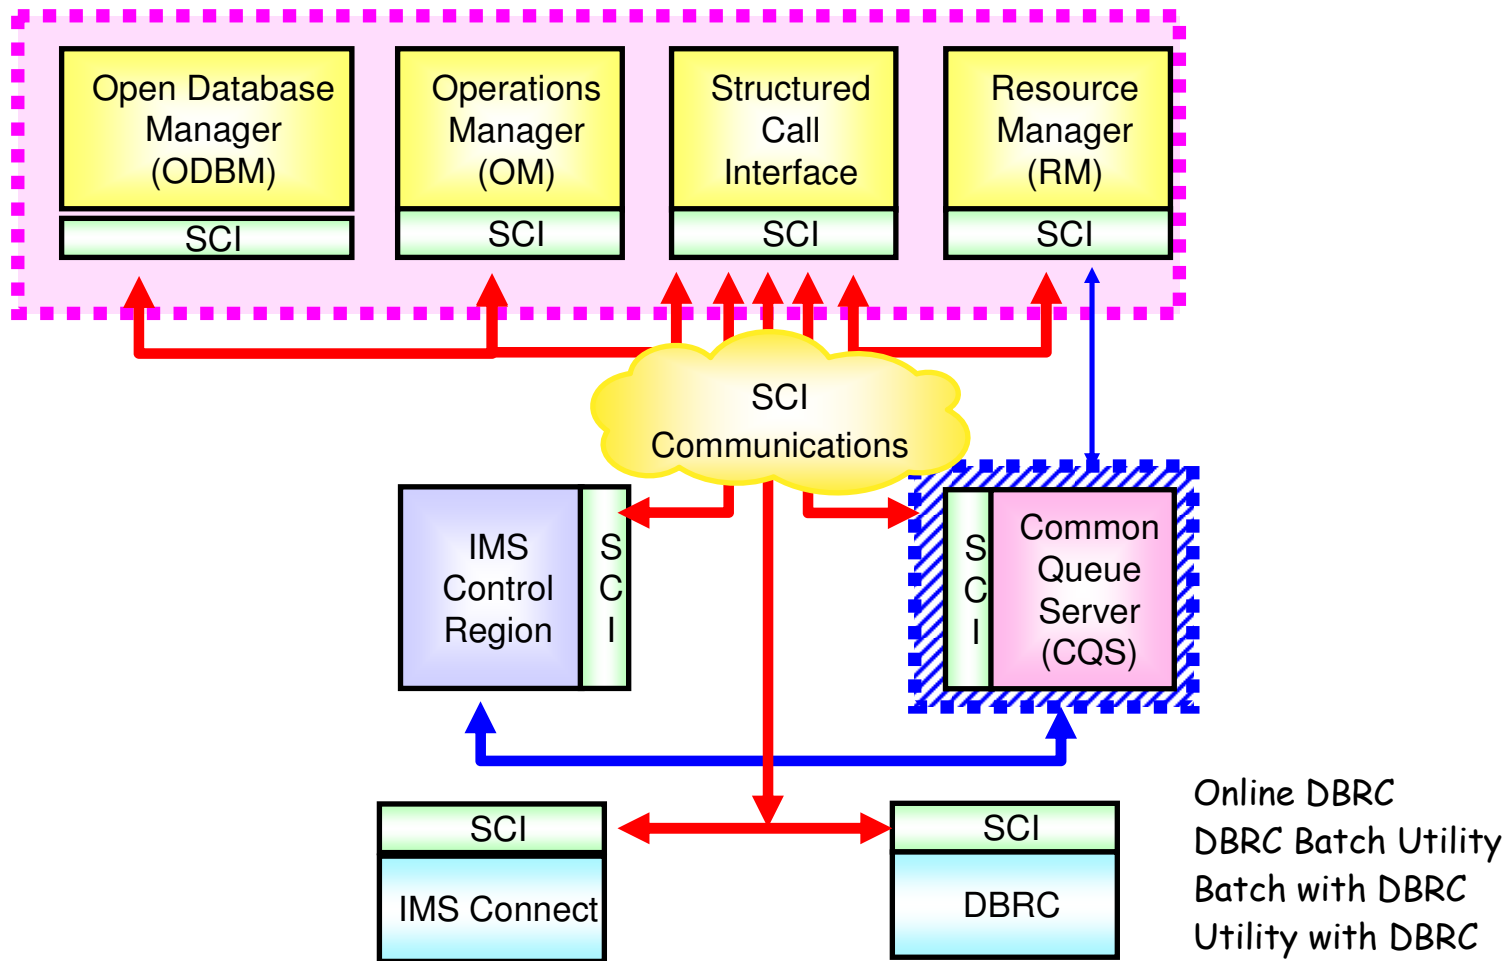 Open Database
Manager
(ODBM)
SCI
Operations
Manager
(OM)
SCI
Structured
Call
Interface
SCI
Resource
Manager
(RM)
SCI
SCI
Communications
IMS
Control
Region
S
C
I
S
C
I
Common
Queue
Server
(CQS)
SCI
IMS Connect
SCI
DBRC
Online DBRC
DBRC Batch Utility
Batch with DBRC
Utility with DBRC